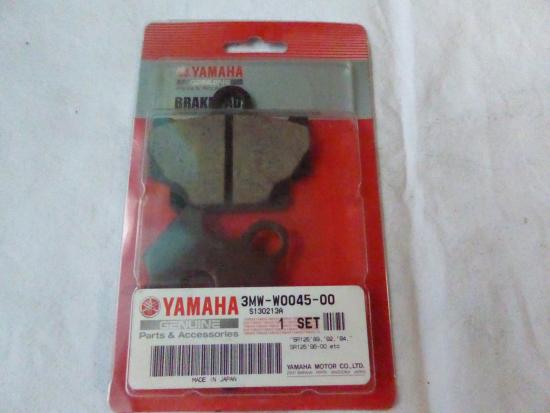 YAMAHA
GENUINE
BRAKE PAD
YAMAHA
GENUINE
Parts & Accessories
3MW-W0045-00
S130213A
1 SET
YAMAHA MOTOR CO., LTD.
MADE IN JAPAN